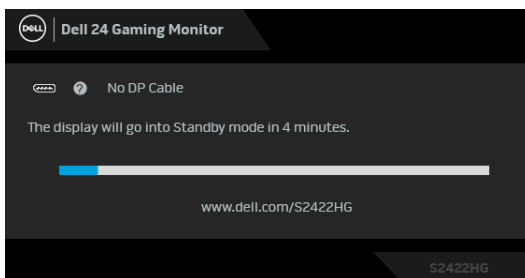 DELL
Dell 24 Gaming Monitor
? No DP Cable
The display will go into Standby mode in 4 minutes.
www.dell.com/S2422HG
S2422HG